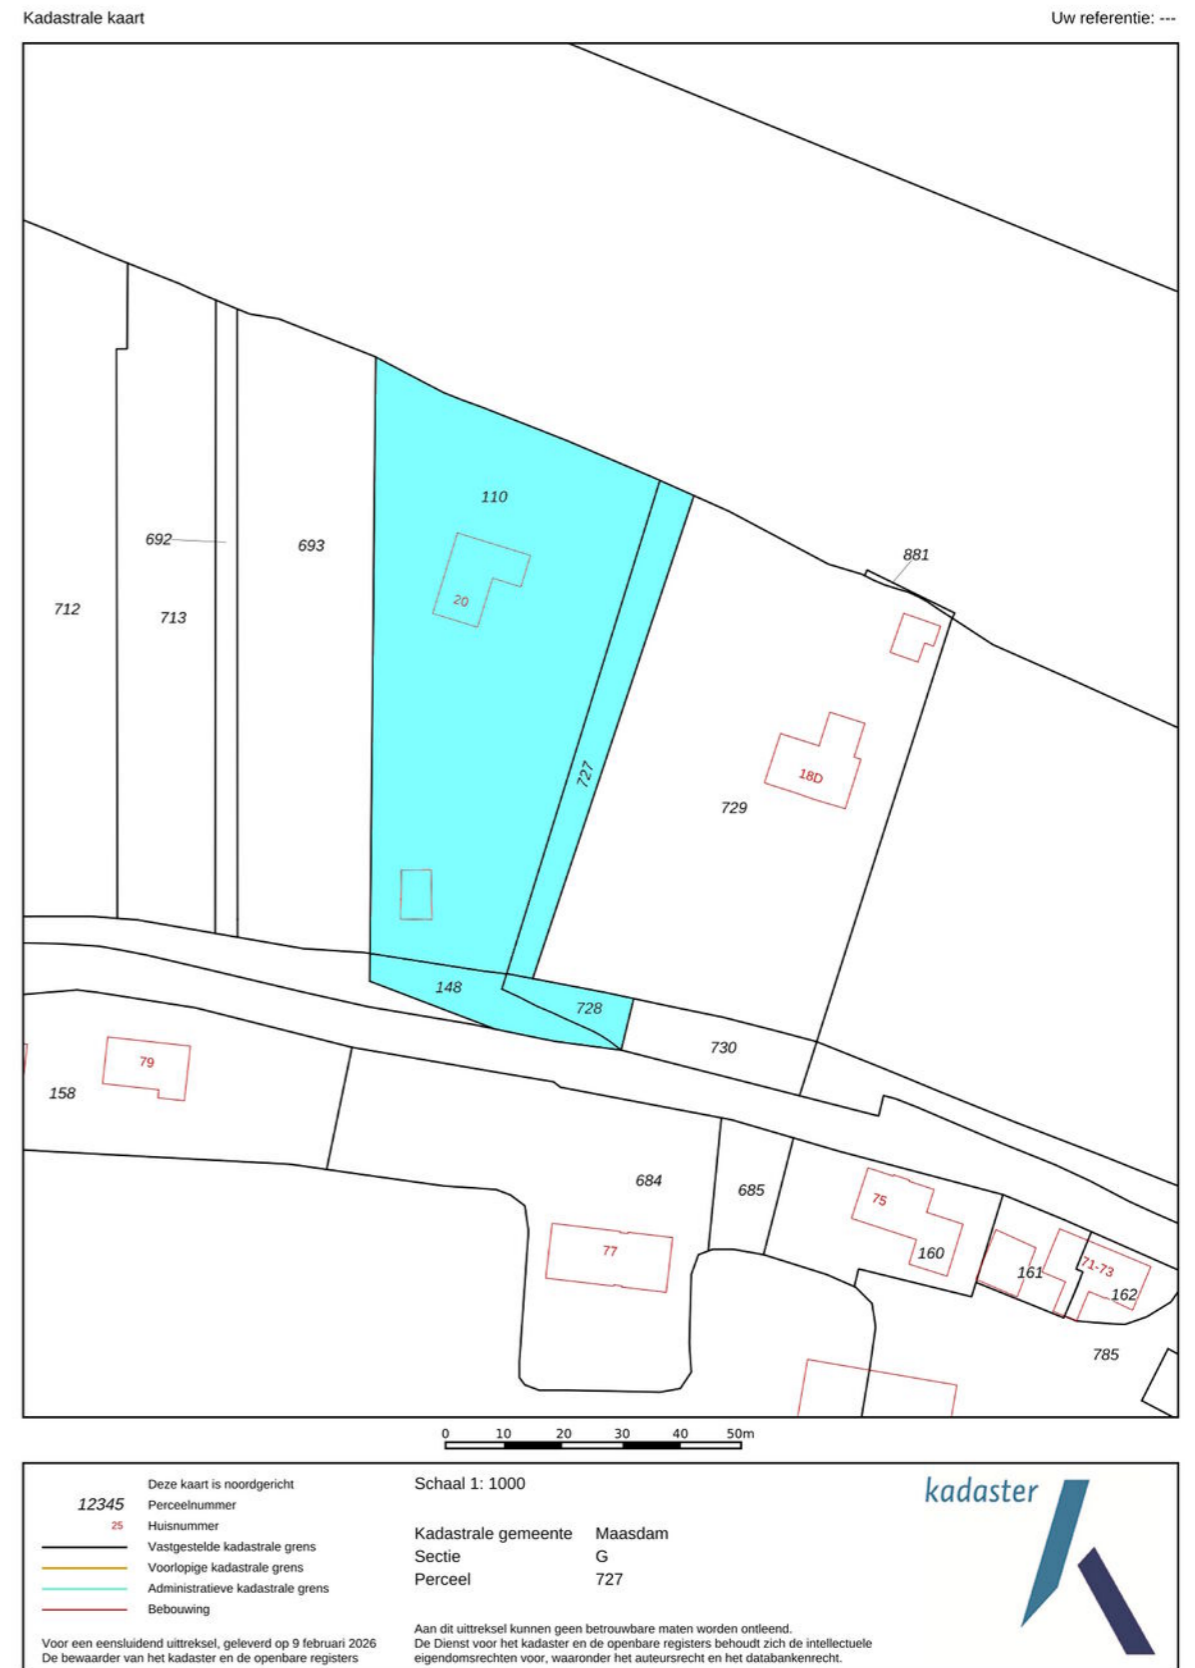 Kadastrale kaart
Uw referentie: ---
110
20
692
693
881
712
713
727
18D
729
148
728
730
79
158
684
685
75
77
160
161
71-73
162
785
0 10 20 30 40 50m
Deze kaart is noordgericht
12345 Perceelnummer
25 Huisnummer
Vastgestelde kadastrale grens
Voorlopige kadastrale grens
Administratieve kadastrale grens
Bebouwing
Voor een eensluidend uittreksel, geleverd op 9 februari 2026
De bewaarder van het kadaster en de openbare registers
Schaal 1: 1000
Kadastrale gemeente Maasdam
Sectie G
Perceel 727
Aan dit uittreksel kunnen geen betrouwbare maten worden ontleend.
De Dienst voor het kadaster en de openbare registers behoudt zich de intellectuele
eigendomsrechten voor, waaronder het auteursrecht en het databankenrecht.
kadaster